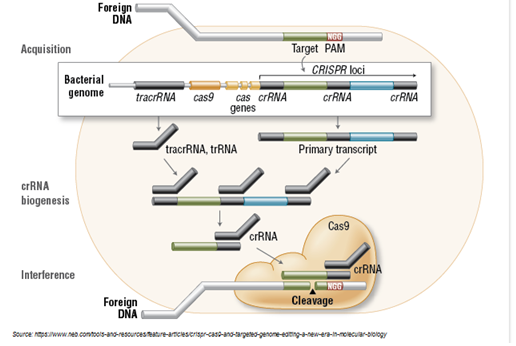 Foreign
DNA
Target PAM
NGG
Acquisition
CRISPR loci
Bacterial
genome
tracrRNA cas9 cas
genes
crRNA crRNA crRNA
tracrRNA, trRNA
Primary transcript
crRNA
biogenesis
crRNA
Cas9
crRNA
Interference
NGG
Cleavage
Foreign
DNA
Source: https://www.neb.com/tools-and-resources/feature-articles/crispr-cas9-and-targeted-genome-editing-a-new-era-in-molecular-biology